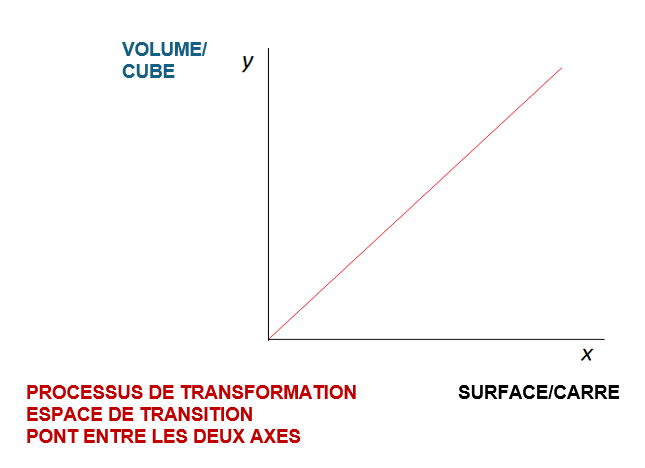 VOLUME/
CUBE
y
x
PROCESSUS DE TRANSFORMATION
ESPACE DE TRANSITION
PONT ENTRE LES DEUX AXES
SURFACE/CARRE